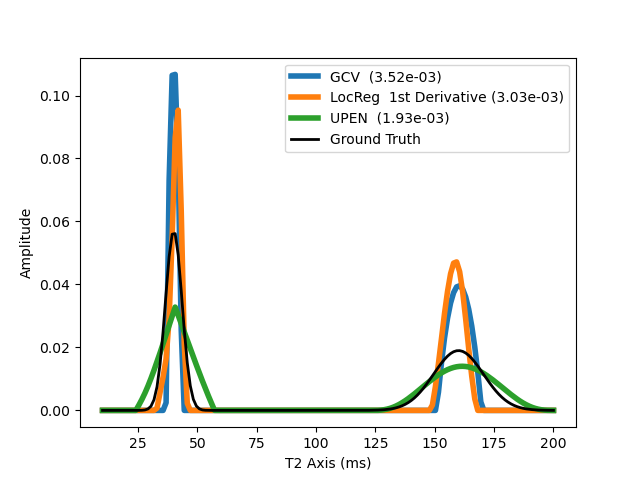 GCV (3.52e-03)
LocReg 1st Derivative (3.03e-03)
UPEN (1.93e-03)
Ground Truth
0.10
0.08
0.06
0.04
0.02
0.00
Amplitude
25 50 75 100 125 150 175 200
T2 Axis (ms)